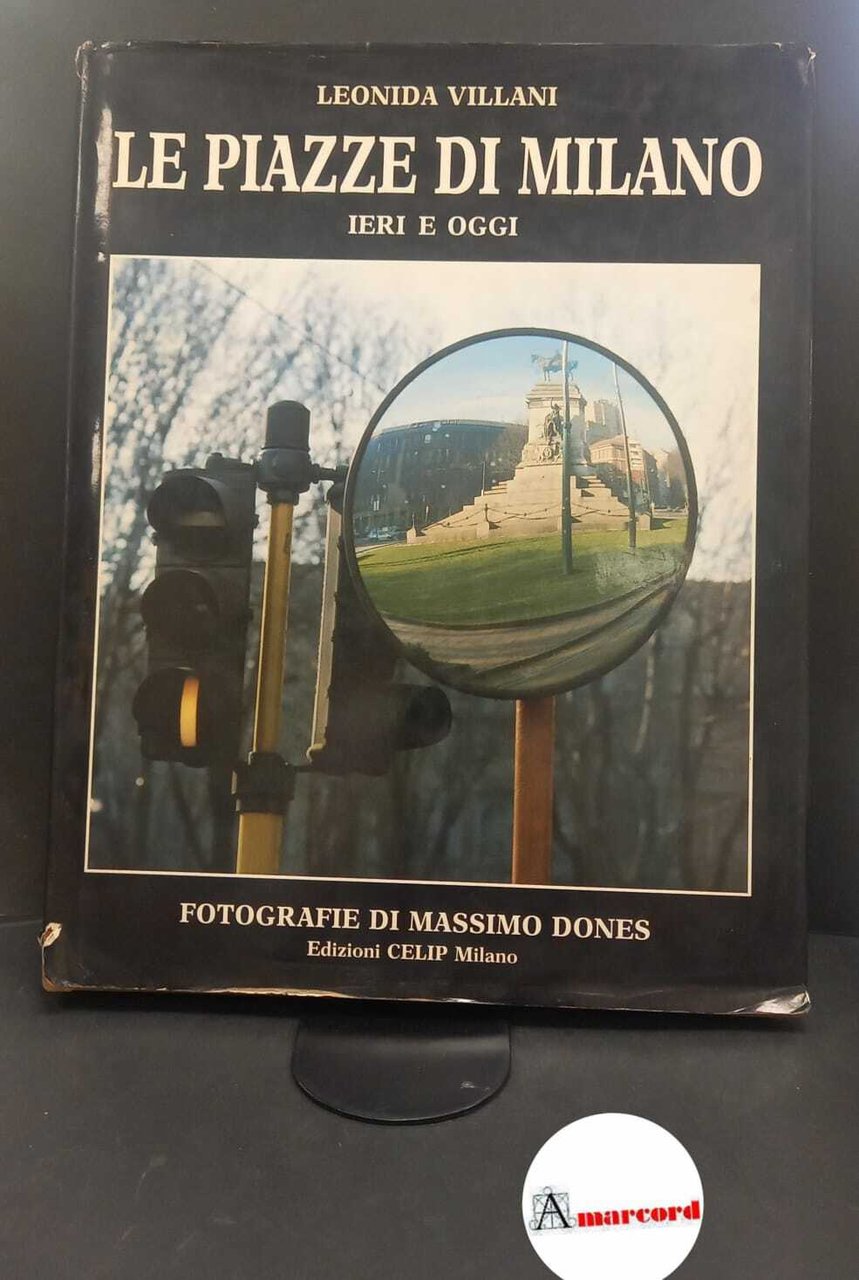 LEONIDA VILLANI
LE PIAZZE DI MILANO
IERI E OGGI
FOTOGRAFIE DI MASSIMO DONES
Edizioni CELIP Milano
Amarcord